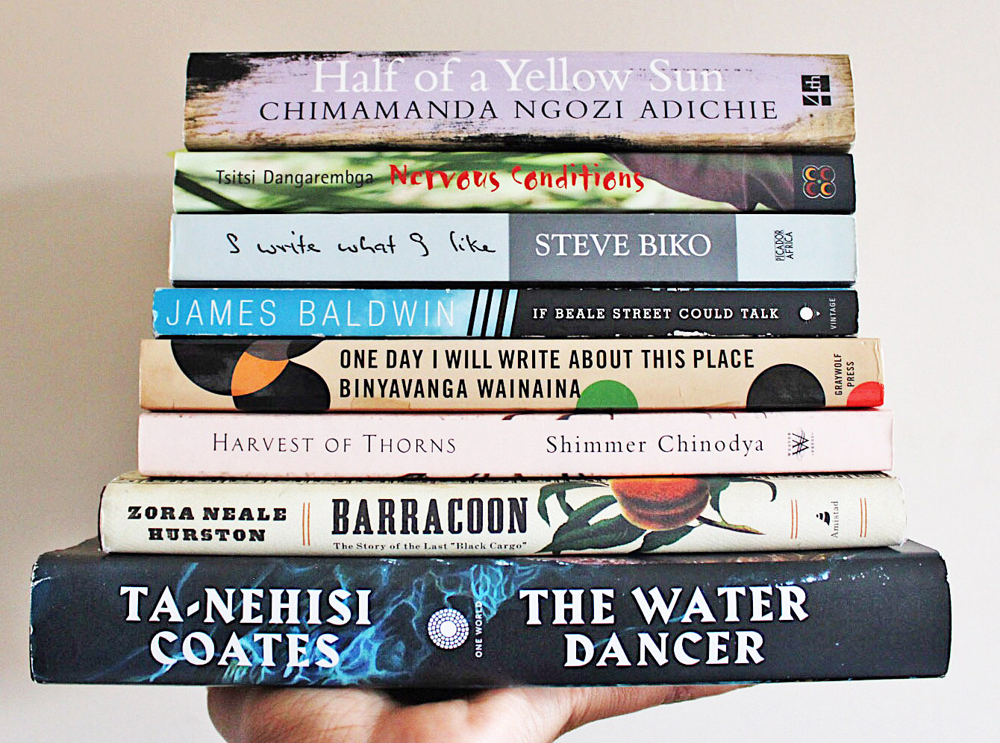 Half of a Yellow Sun
CHIMAMANDA NGOZI ADICHIE
4th
Tsitsi Dangarembga Nervous Conditions
I write what I like STEVE BIKO PICADOR AFRICA
JAMES BALDWIN IF BEALE STREET COULD TALK VINTAGE
ONE DAY I WILL WRITE ABOUT THIS PLACE
BINYAVANGA WAINAINA
GRAYWOLF
PRESS
HARVEST OF THORNS Shimmer Chinodya WEAVER W PRESS
ZORA NEALE
HURSTON
BARRACOON
The Story of the Last "Black Cargo"
Amistad
TA-NEHISI
COATES
ONE WORLD
THE WATER
DANCER